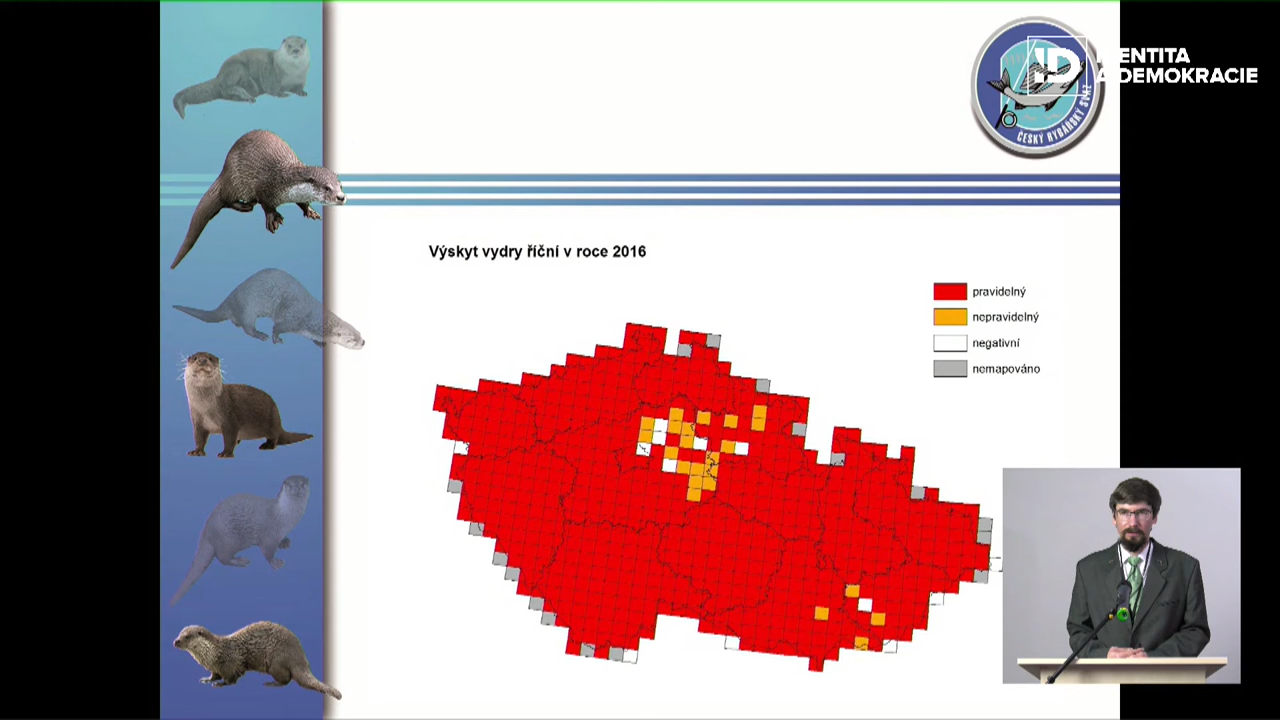 IDENTITA
A DEMOKRACIE
ČESKÝ RYBÁŘSKÝ SVAZ
Výskyt vydry říční v roce 2016
pravidelný
nepravidelný
negativní
nemapováno